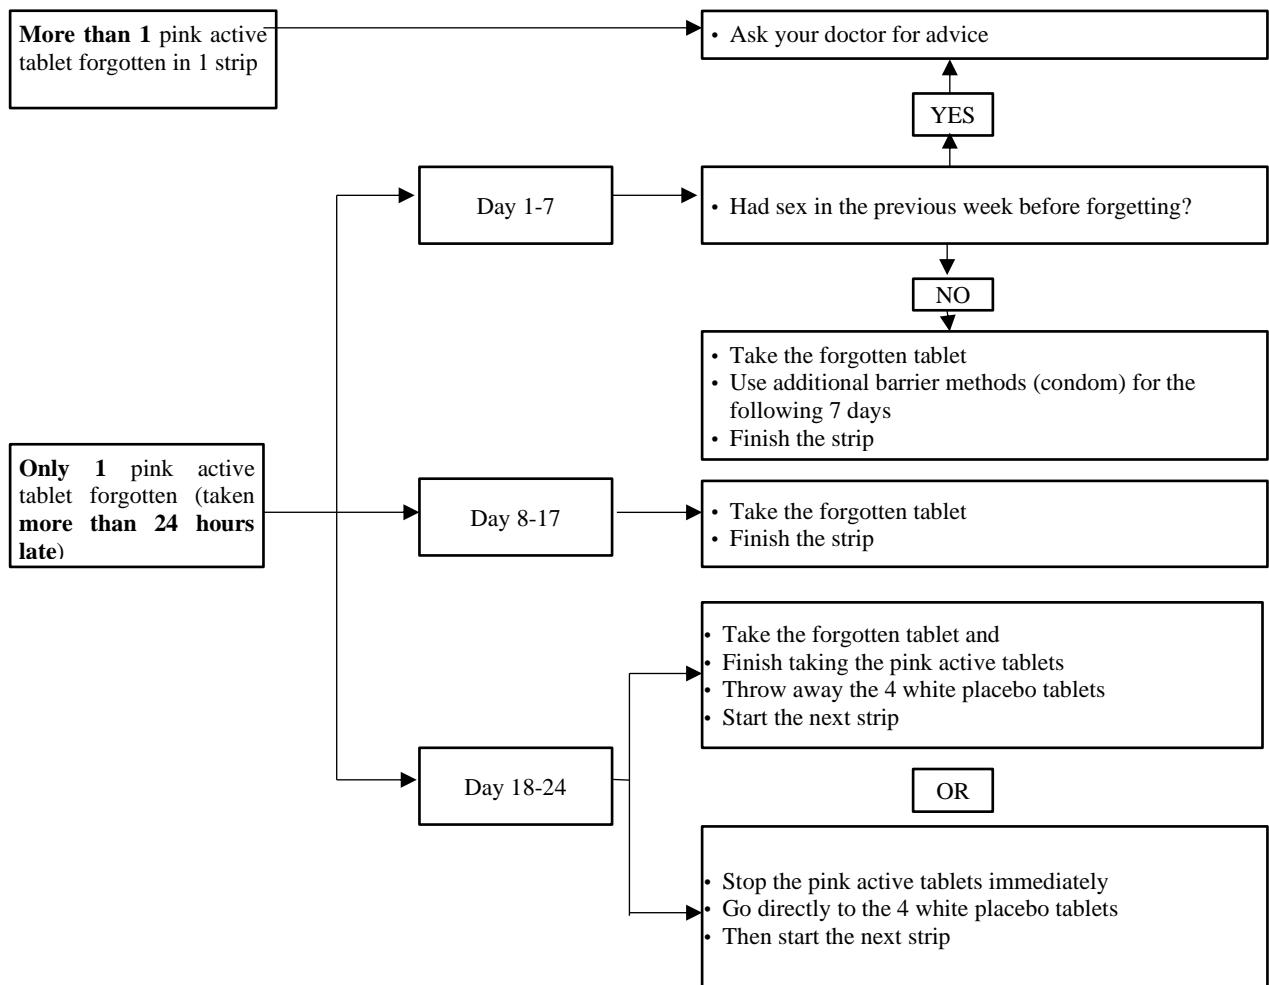 More than 1 pink active
tablet forgotten in 1 strip
• Ask your doctor for advice
YES
Day 1-7
• Had sex in the previous week before forgetting?
NO
• Take the forgotten tablet
• Use additional barrier methods (condom) for the
following 7 days
• Finish the strip
Only 1 pink active
tablet forgotten (taken
more than 24 hours
late)
Day 8-17
• Take the forgotten tablet
• Finish the strip
• Take the forgotten tablet and
• Finish taking the pink active tablets
• Throw away the 4 white placebo tablets
• Start the next strip
Day 18-24
OR
• Stop the pink active tablets immediately
• Go directly to the 4 white placebo tablets
• Then start the next strip